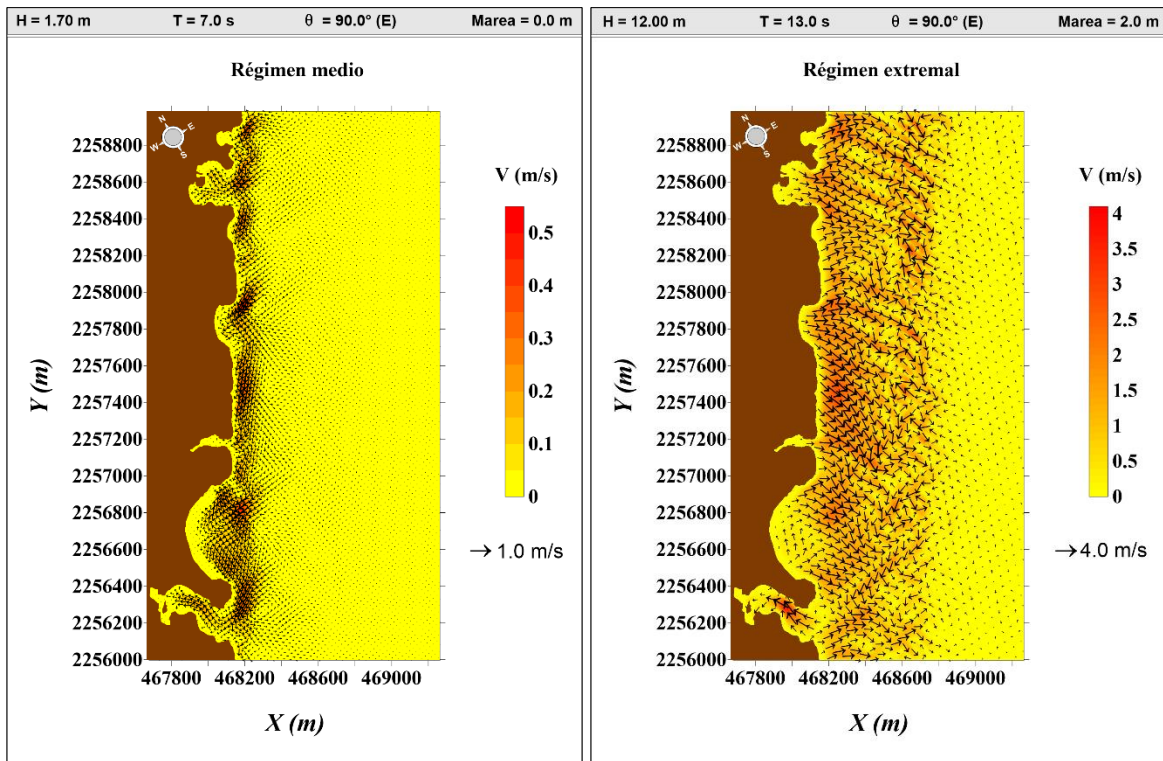 H = 1.70 m T = 7.0 s θ = 90.0° (E) Marea = 0.0 m
Régimen medio
N
E
W
S
2258800
2258600
2258400
2258200
2258000
2257800
2257600
2257400
2257200
2257000
2256800
2256600
2256400
2256200
2256000
Y (m)
467800 468200 468600 469000
X (m)
V (m/s)
0.5
0.4
0.3
0.2
0.1
0
1.0 m/s
H = 12.00 m T = 13.0 s θ = 90.0° (E) Marea = 2.0 m
Régimen extremal
N
E
W
S
2258800
2258600
2258400
2258200
2258000
2257800
2257600
2257400
2257200
2257000
2256800
2256600
2256400
2256200
2256000
Y (m)
467800 468200 468600 469000
X (m)
V (m/s)
4
3.5
3
2.5
2
1.5
1
0.5
0
4.0 m/s